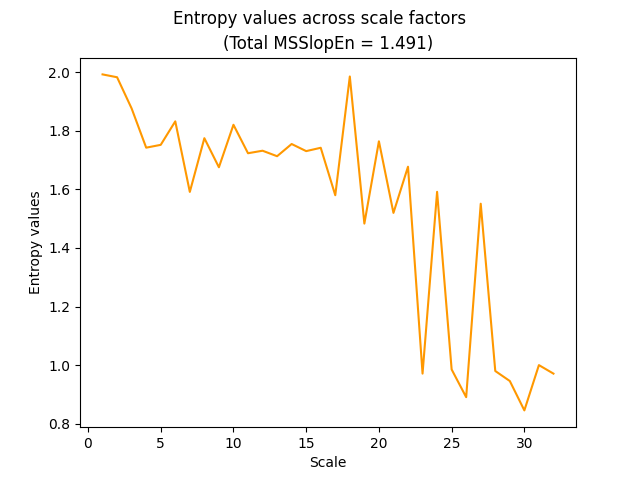 Entropy values across scale factors
(Total MSSlopEn = 1.491)
2.0
1.8
1.6
1.4
1.2
1.0
0.8
Entropy values
0 5 10 15 20 25 30
Scale